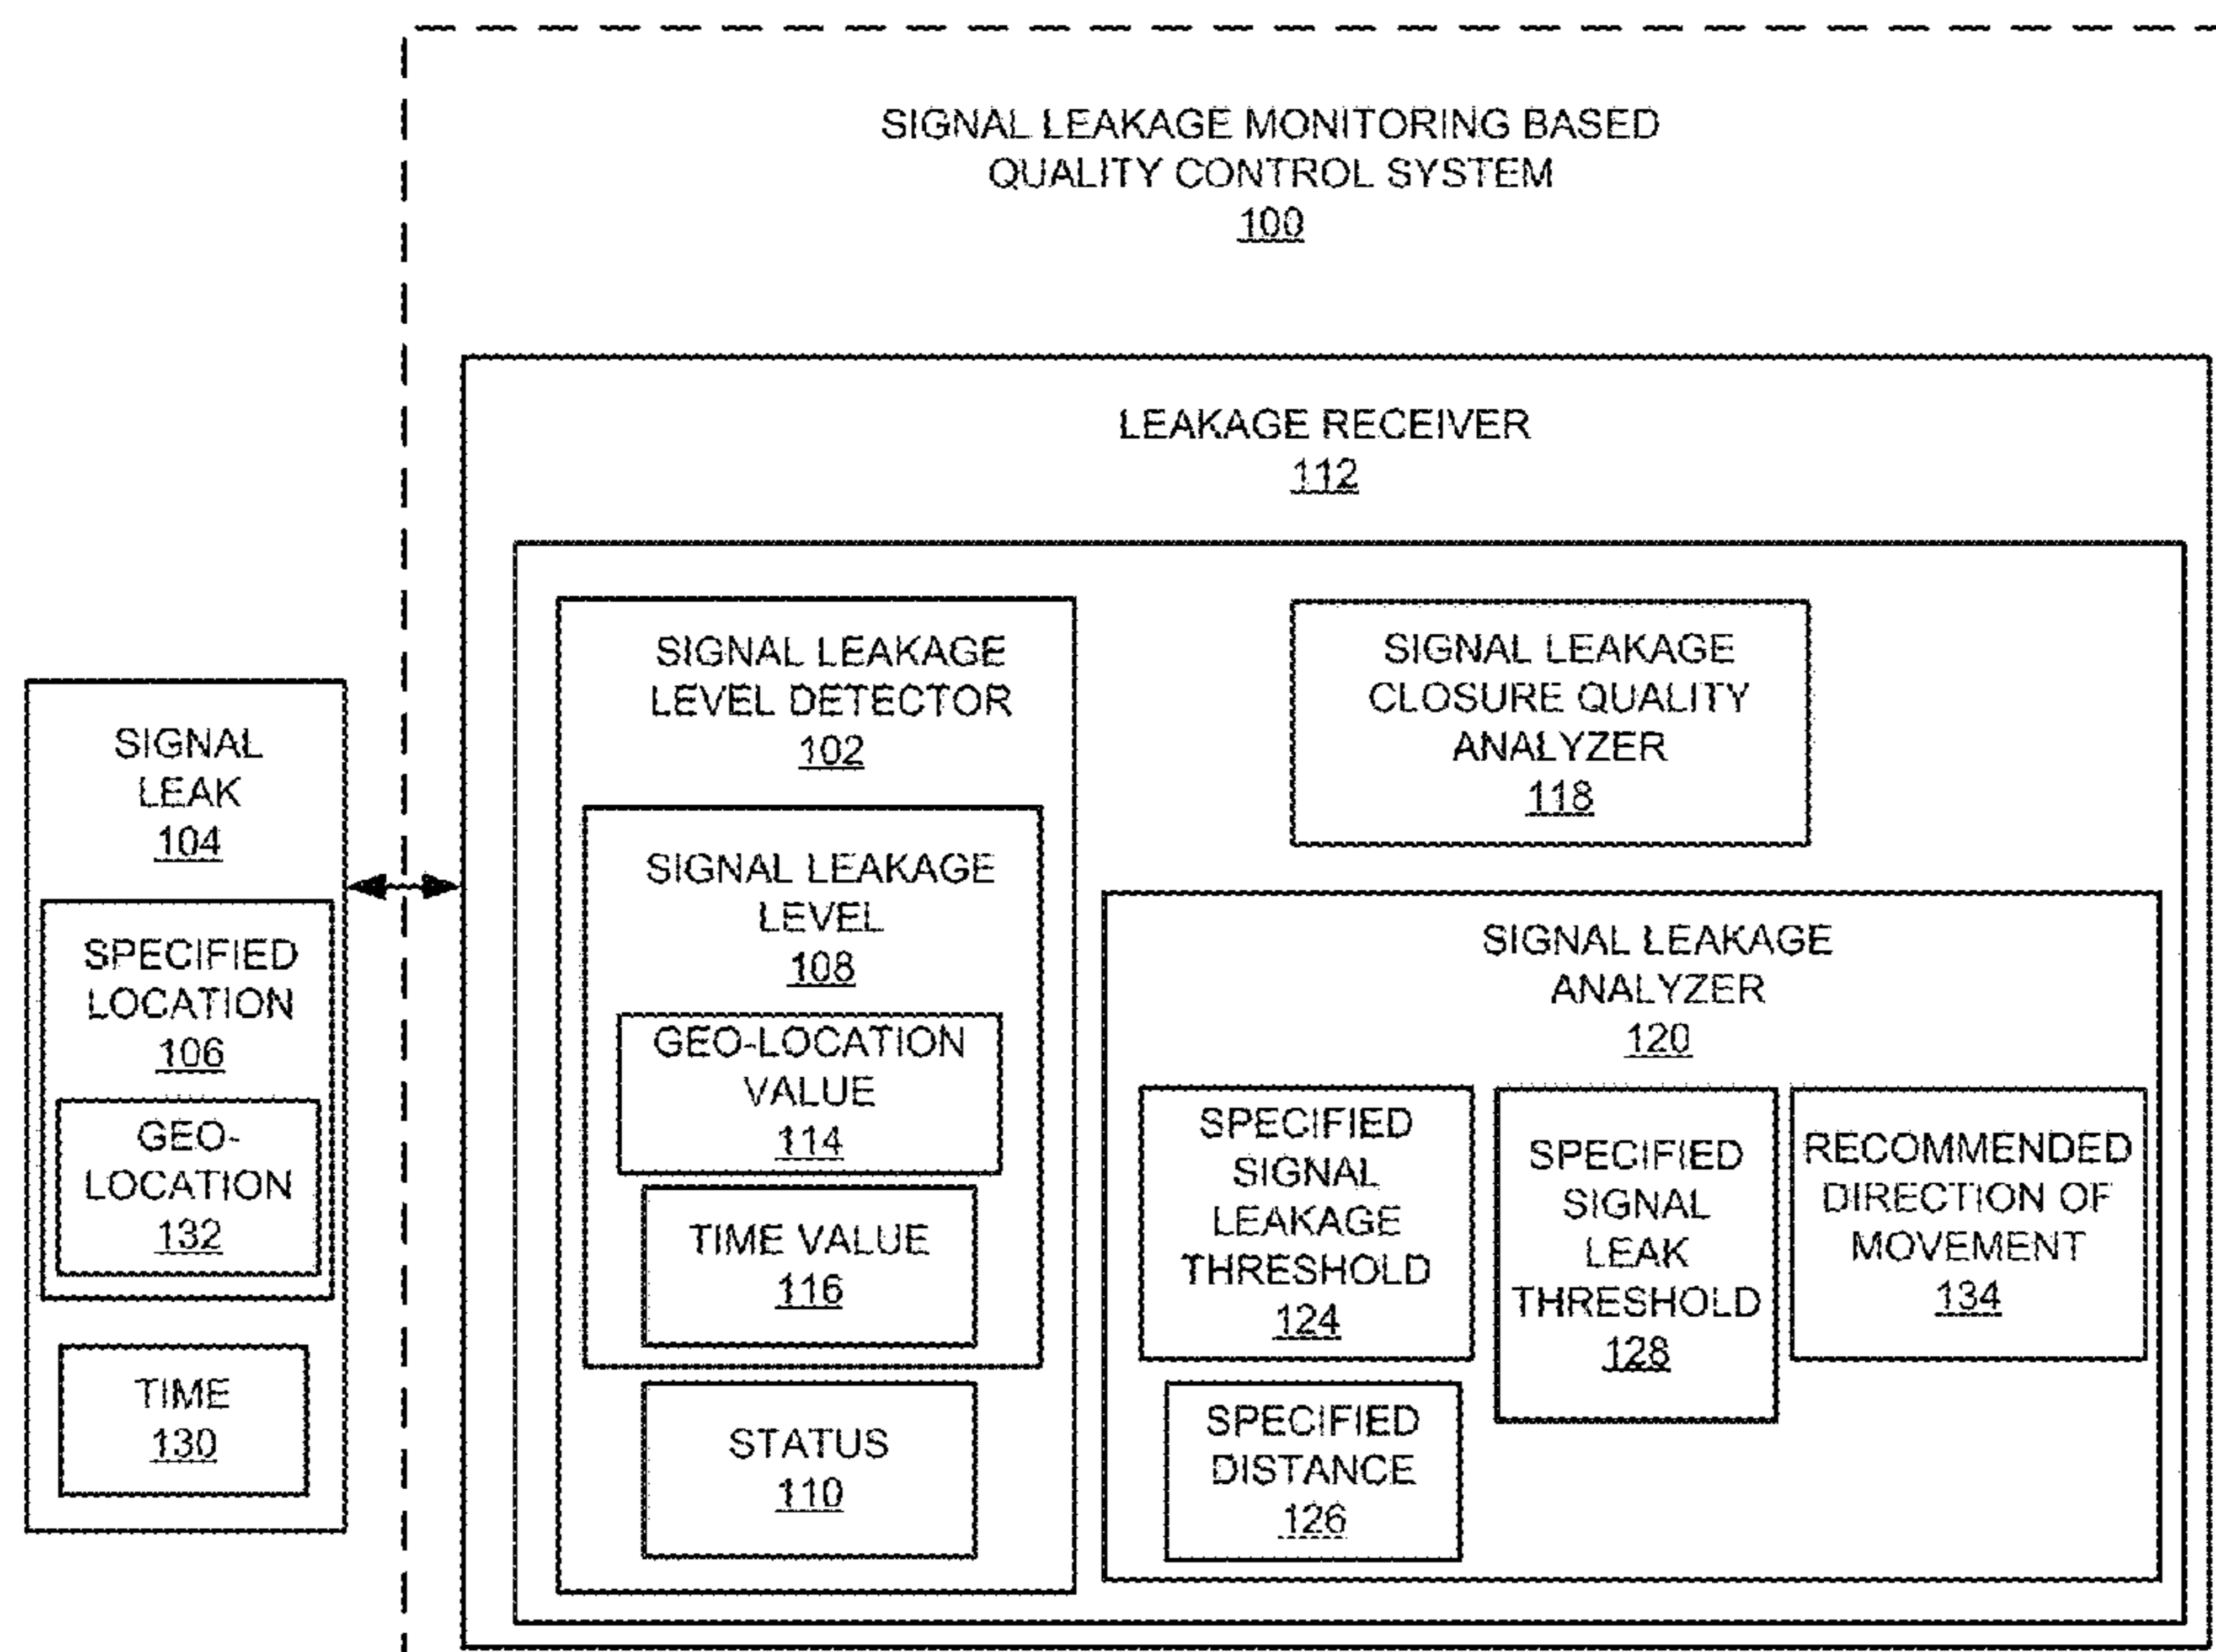 SIGNAL LEAKAGE MONITORING BASED
QUALITY CONTROL SYSTEM
100
LEAKAGE RECEIVER
112
SIGNAL
LEAK
104
SPECIFIED
LOCATION
106
GEO-
LOCATION
132
TIME
130
SIGNAL LEAKAGE
LEVEL DETECTOR
102
SIGNAL LEAKAGE
LEVEL
108
GEO-LOCATION
VALUE
114
TIME VALUE
116
STATUS
110
SIGNAL LEAKAGE
CLOSURE QUALITY
ANALYZER
118
SIGNAL LEAKAGE
ANALYZER
120
SPECIFIED
SIGNAL
LEAKAGE
THRESHOLD
124
SPECIFIED
DISTANCE
126
SPECIFIED
SIGNAL
LEAK
THRESHOLD
128
RECOMMENDED
DIRECTION OF
MOVEMENT
134